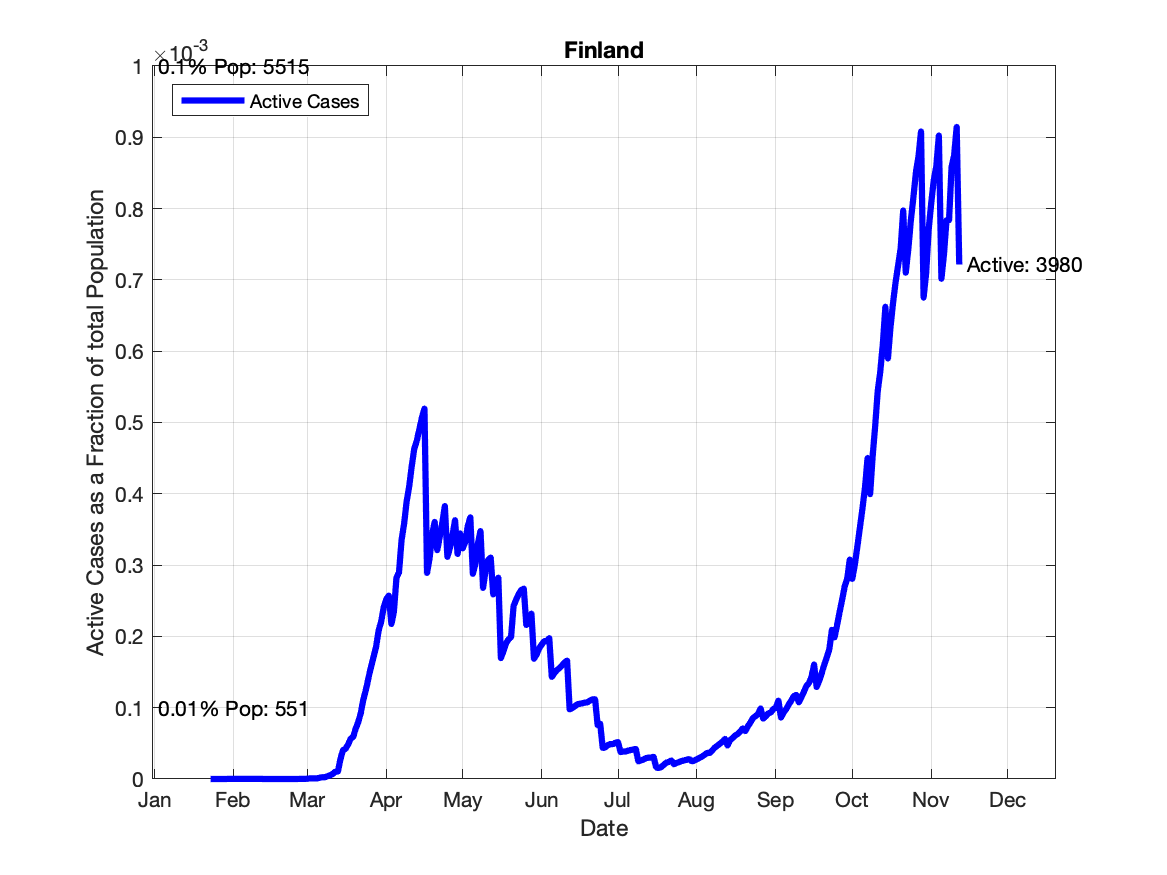 Finland
×10-3
0.1% Pop: 5515
Active Cases
1
0.9
0.8
0.7
0.6
0.5
0.4
0.3
0.2
0.1
0
Active Cases as a Fraction of total Population
Active: 3980
0.01% Pop: 551
Jan Feb Mar Apr May Jun Jul Aug Sep Oct Nov Dec
Date